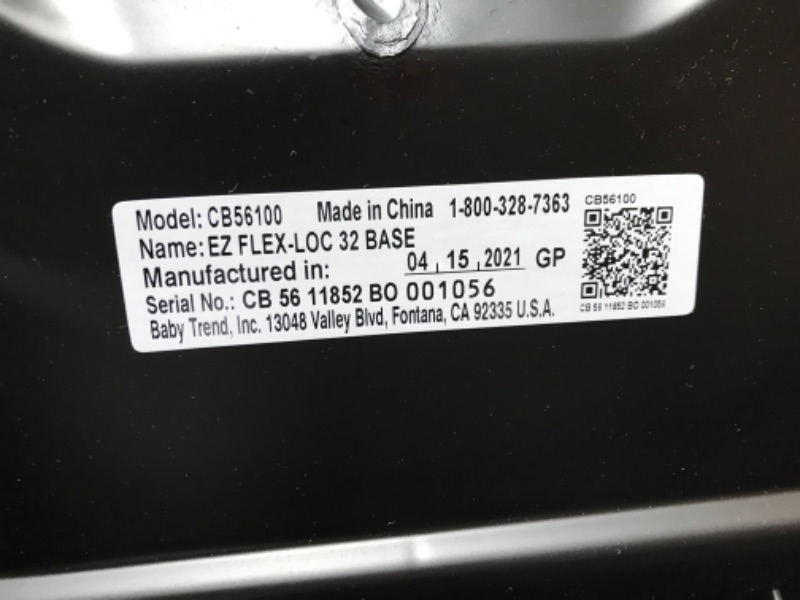 Model: CB56100 Made in China 1-800-328-7363
Name: EZ FLEX-LOC 32 BASE
Manufactured in: 04 , 15 , 2021 GP
Serial No.: CB 56 11852 BO 001056
Baby Trend, Inc. 13048 Valley Blvd, Fontana, CA 92335 U.S.A.
CB56100
CB 56 11852 BO 001056